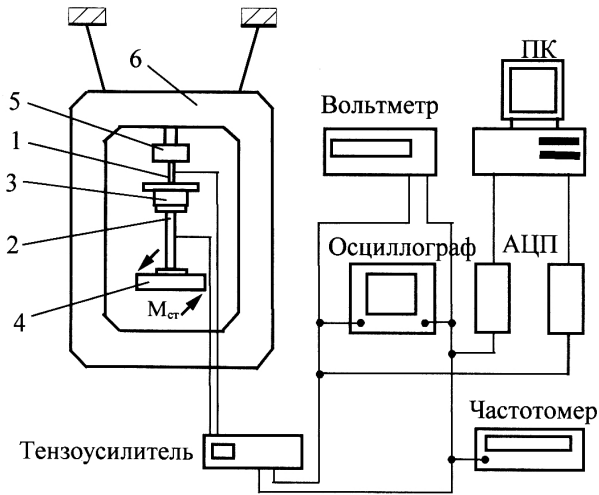 ПК
6
Вольтметр
5
1
3
2
Осциллограф
АЦП
4
Мст
Частотомер
Тензоусилитель